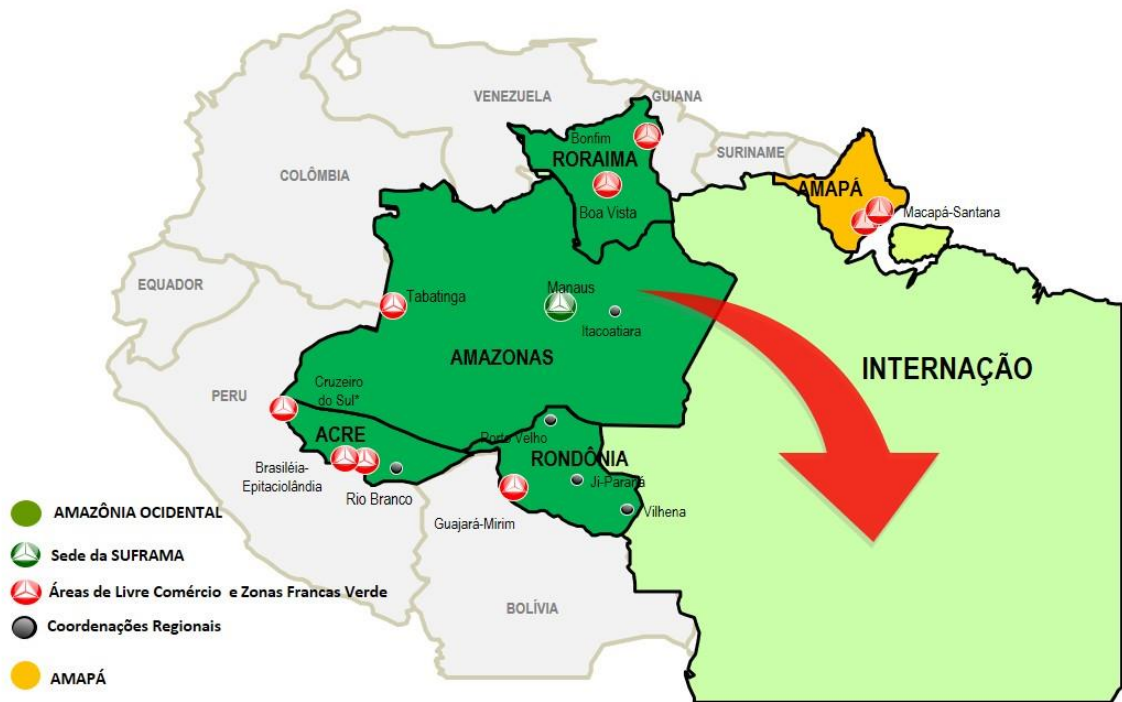 VENEZUELA
GUIANA
SURINAME
COLÔMBIA
Bonfim
RORAIMA
Boa Vista
AMAPÁ
Macapá-Santana
EQUADOR
Tabatinga
Manaus
Itacoatiara
AMAZONAS
INTERNAÇÃO
PERU
Cruzeiro
do Sul*
ACRE
Porto Velho
RONDÔNIA
Brasiléia-
Epitaciolândia
Rio Branco
Ji-Paraná
Guajará-Mirim
Vilhena
BOLÍVIA
AMAZÔNIA OCIDENTAL
Sede da SUFRAMA
Áreas de Livre Comércio e Zonas Francas Verde
Coordenações Regionais
AMAPÁ